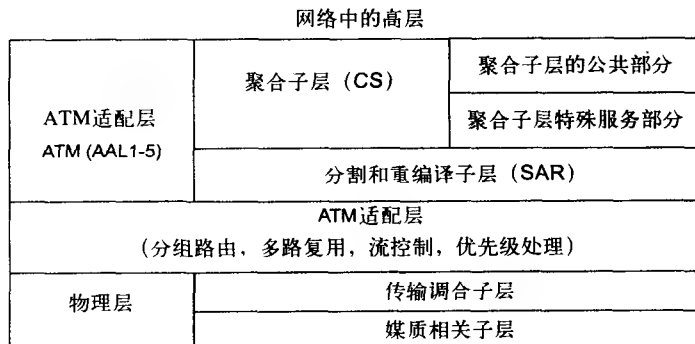 网络中的高层
聚合子层（CS）
聚合子层的公共部分
聚合子层特殊服务部分
ATM适配层
ATM (AAL1-5)
分割和重编译子层（SAR）
ATM适配层
（分组路由，多路复用，流控制，优先级处理）
物理层
传输调合子层
媒质相关子层